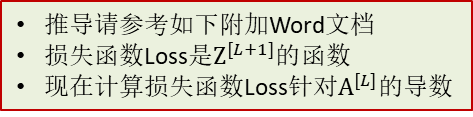 • 推导请参考如下附加Word文档
• 损失函数Loss是Z^[L+1]的函数
• 现在计算损失函数Loss针对A^[L]的导数